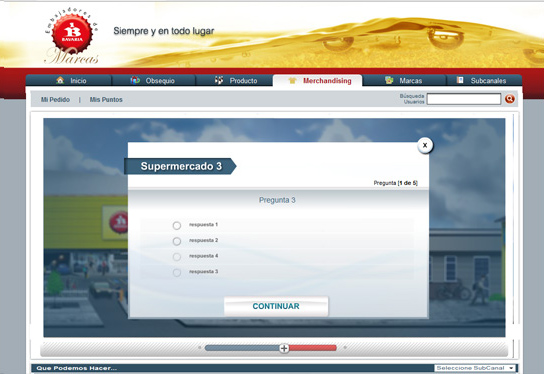 Embajadores de
BAVARIA
Marcas
Siempre y en todo lugar
Inicio
Obsequio
Producto
Merchandising
Marcas
Subcanales
Mi Pedido | Mis Puntos
Búsqueda
Usuarios
X
Supermercado 3
Pregunta [1 de 5]
Pregunta 3
respuesta 1
respuesta 2
respuesta 4
respuesta 3
CONTINUAR
Que Podemos Hacer...
Seleccione SubCanal